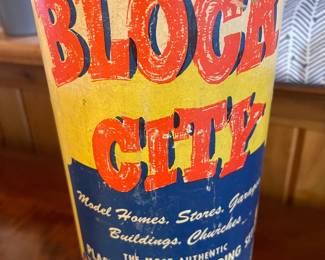 BLOCK
CITY
Model Homes, Stores, Garages
Buildings, Churches
THE MOST AUTHENTIC